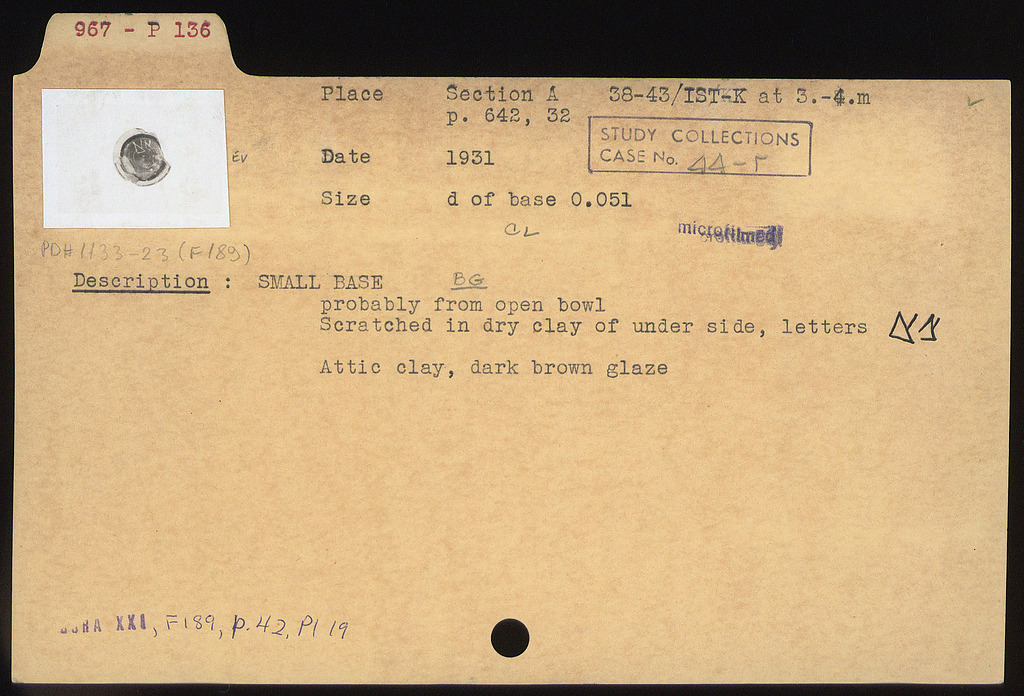 967 - P 136
Place Section A 38-43/IST-K at 3.-4.m
p. 642, 32
STUDY COLLECTIONS
CASE No. 44-5
EV
Date 1931
Size d of base 0.051
CL
microfilmed
PD# 1133-23 (F189)
Description : SMALL BASE BG
probably from open bowl
Scratched in dry clay of under side, letters
Attic clay, dark brown glaze
XXI, F189, p.42, Pl 19